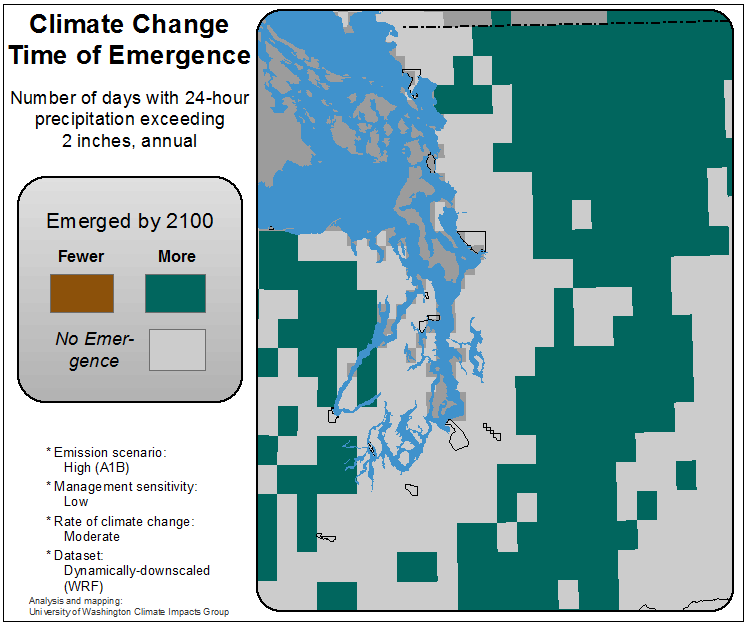 Climate Change
Time of Emergence
Number of days with 24-hour
precipitation exceeding
2 inches, annual
Emerged by 2100
Fewer
More
No Emer-
gence
* Emission scenario:
High (A1B)
* Management sensitivity:
Low
* Rate of climate change:
Moderate
* Dataset:
Dynamically-downscaled
(WRF)
Analysis and mapping:
University of Washington Climate Impacts Group